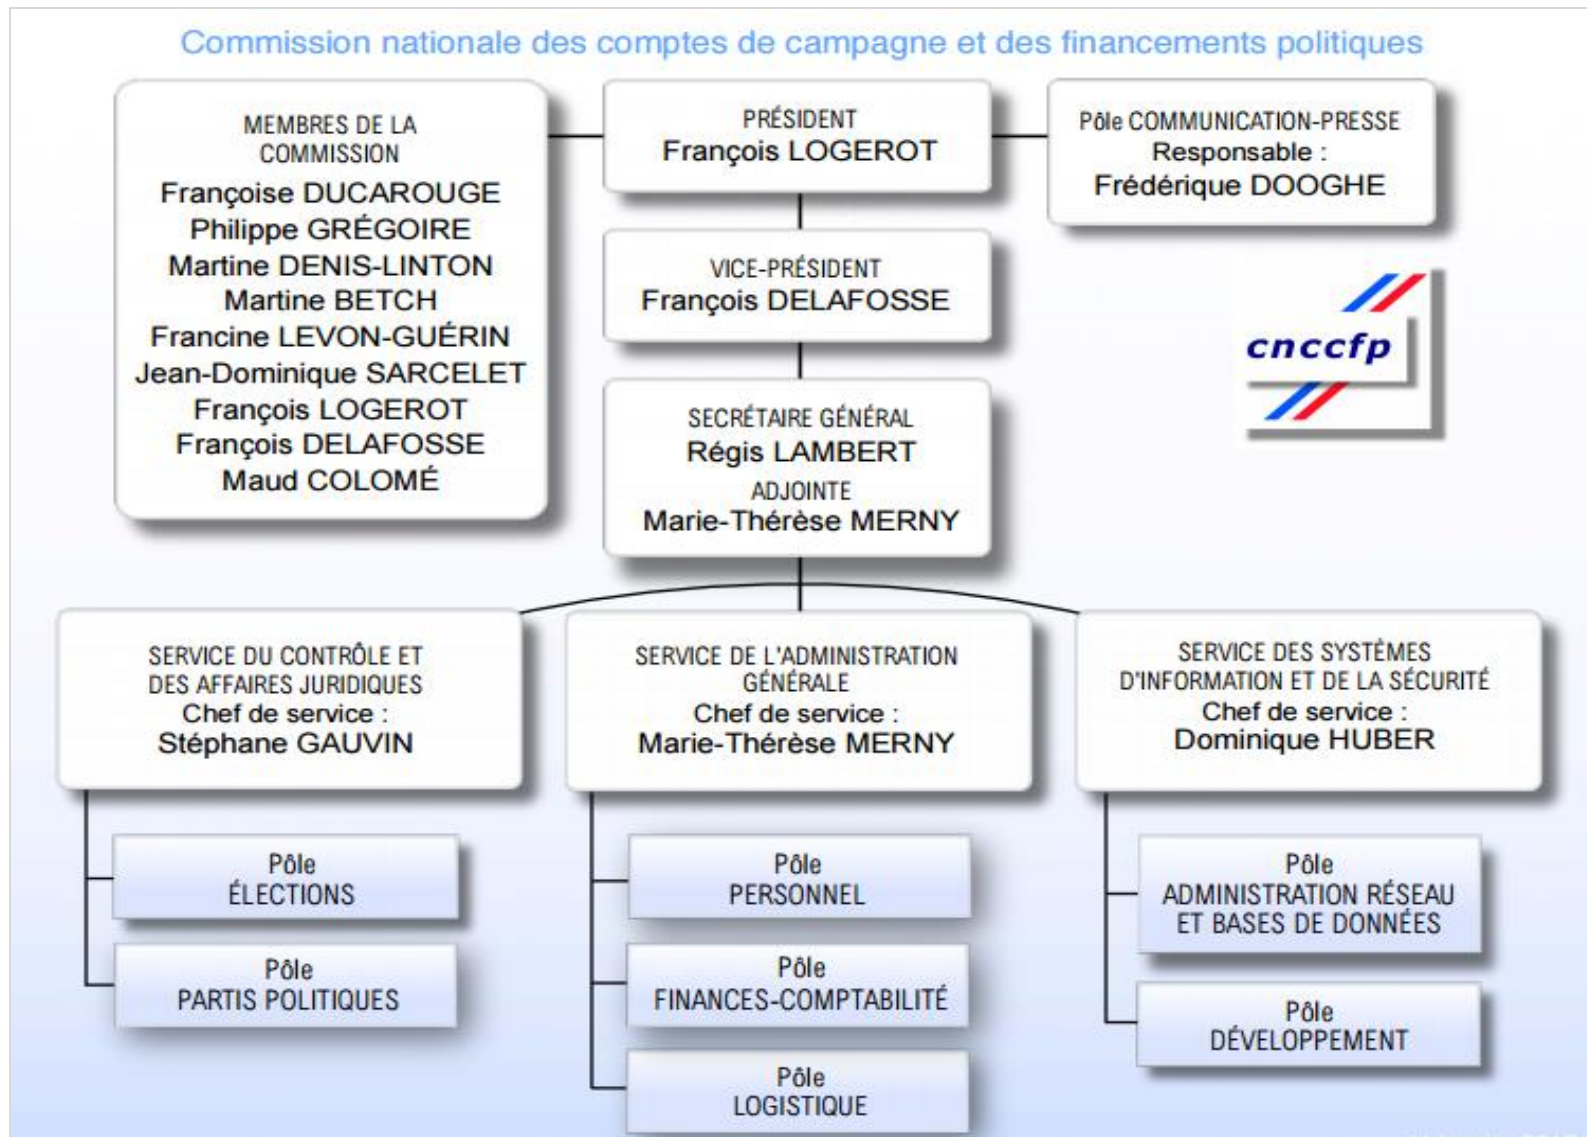 Commission nationale des comptes de campagne et des financements politiques
MEMBRES DE LA
COMMISSION
Françoise DUCAROUGE
Philippe GRÉGOIRE
Martine DENIS-LINTON
Martine BETCH
Francine LEVON-GUÉRIN
Jean-Dominique SARCELET
François LOGEROT
François DELAFOSSE
Maud COLOMÉ
PRÉSIDENT
François LOGEROT
Pôle COMMUNICATION-PRESSE
Responsable :
Frédérique DOOGHE
VICE-PRÉSIDENT
François DELAFOSSE
cnccfp
SECRÉTAIRE GÉNÉRAL
Régis LAMBERT
ADJOINTE
Marie-Thérèse MERNY
SERVICE DU CONTRÔLE ET
DES AFFAIRES JURIDIQUES
Chef de service :
Stéphane GAUVIN
Pôle
ÉLECTIONS
Pôle
PARTIS POLITIQUES
SERVICE DE L'ADMINISTRATION
GÉNÉRALE
Chef de service :
Marie-Thérèse MERNY
Pôle
PERSONNEL
Pôle
FINANCES-COMPTABILITÉ
Pôle
LOGISTIQUE
SERVICE DES SYSTÈMES
D'INFORMATION ET DE LA SÉCURITÉ
Chef de service :
Dominique HUBER
Pôle
ADMINISTRATION RÉSEAU
ET BASES DE DONNÉES
Pôle
DÉVELOPPEMENT